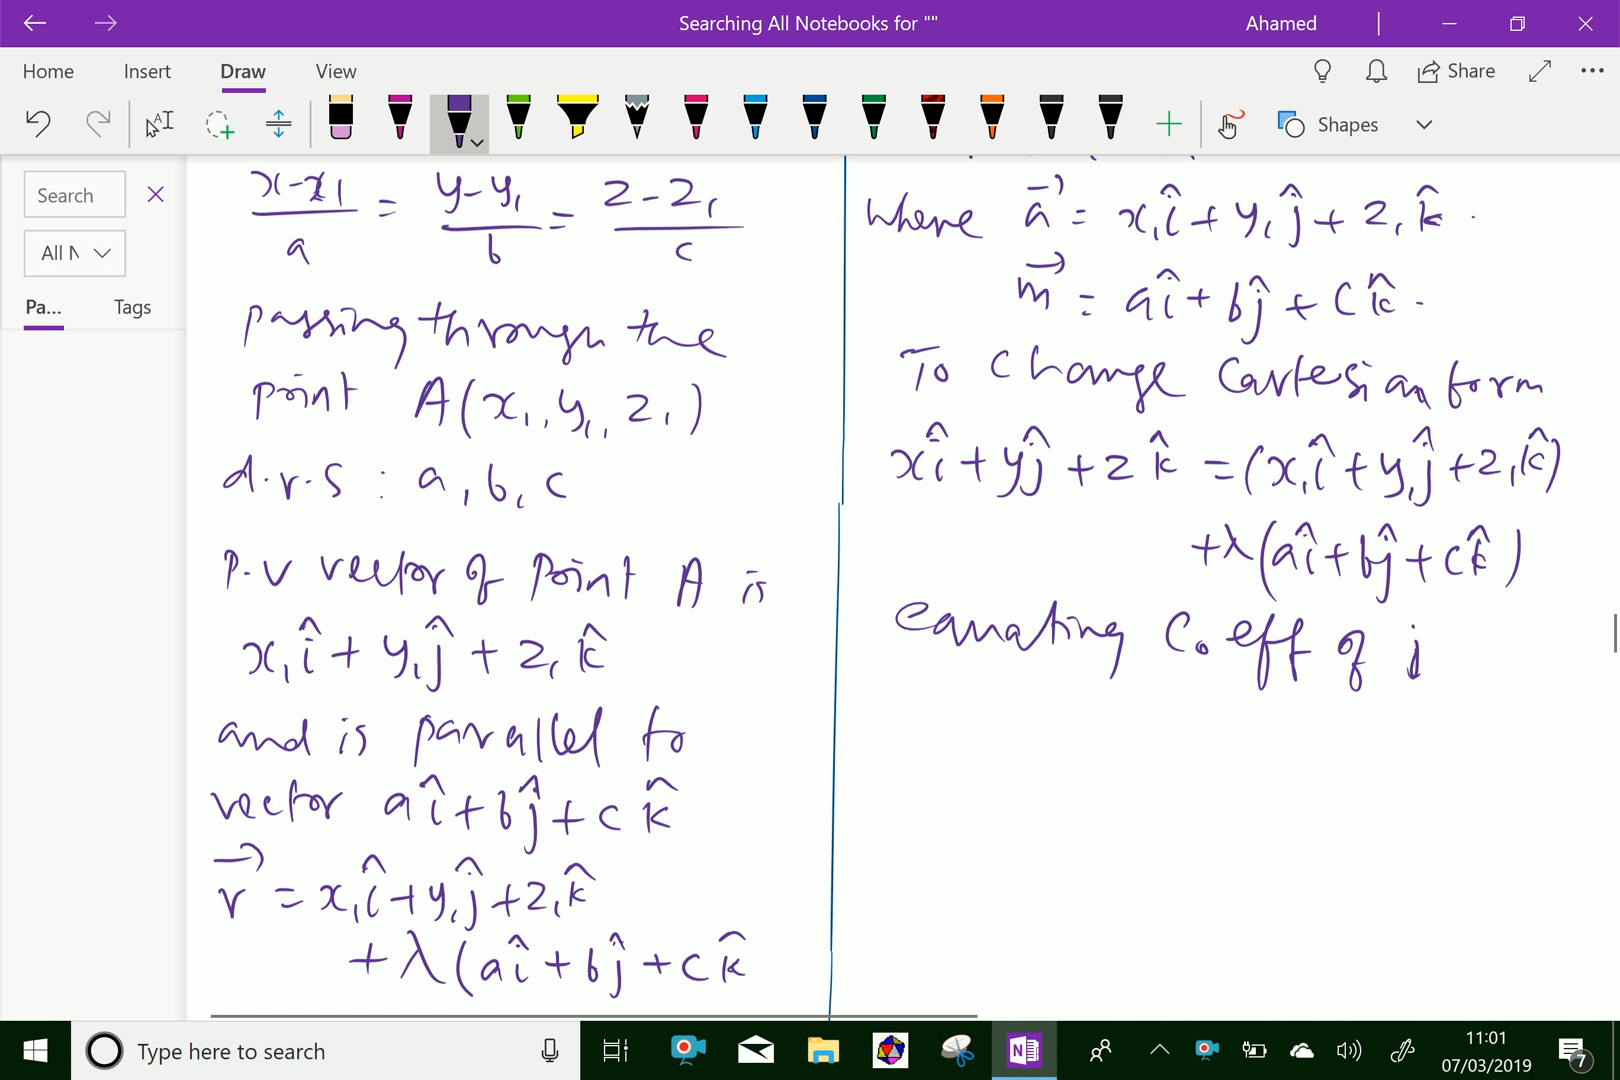 Searching All Notebooks for ""
Ahamed
Home Insert Draw View
Share
Shapes
Search
All N
Pa... Tags
x-x₁/a = y-y₁/b = z-z₁/c
passing through the
point A(x₁, y₁, z₁)
d.r.s : a, b, c
P.V vector of point A is
x₁î + y₁ĵ + z₁k̂
and is parallel to
vector aî + bĵ + ck̂
r⃗ = x₁î + y₁ĵ + z₁k̂
+ λ(aî + bĵ + ck̂
where a⃗ = x₁î + y₁ĵ + z₁k̂.
m⃗ = aî + bĵ + ck̂.
To change Cartesian form
xî + yĵ + zk̂ = (x₁î + y₁ĵ + z₁k̂)
+λ(aî + bĵ + ck̂)
equating Coeff of i
Type here to search
11:01
07/03/2019
7